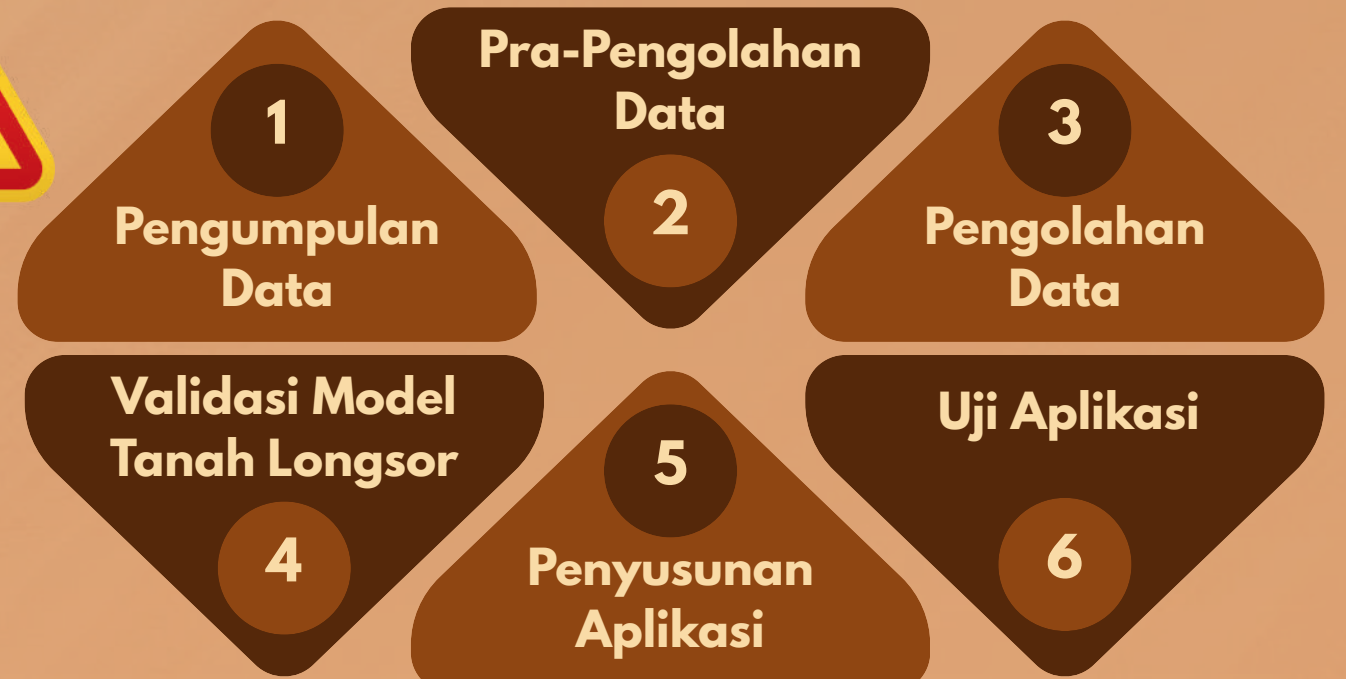 1
Pengumpulan
Data
Pra-Pengolahan
Data
2
3
Pengolahan
Data
Validasi Model
Tanah Longsor
4
5
Penyusunan
Aplikasi
Uji Aplikasi
6